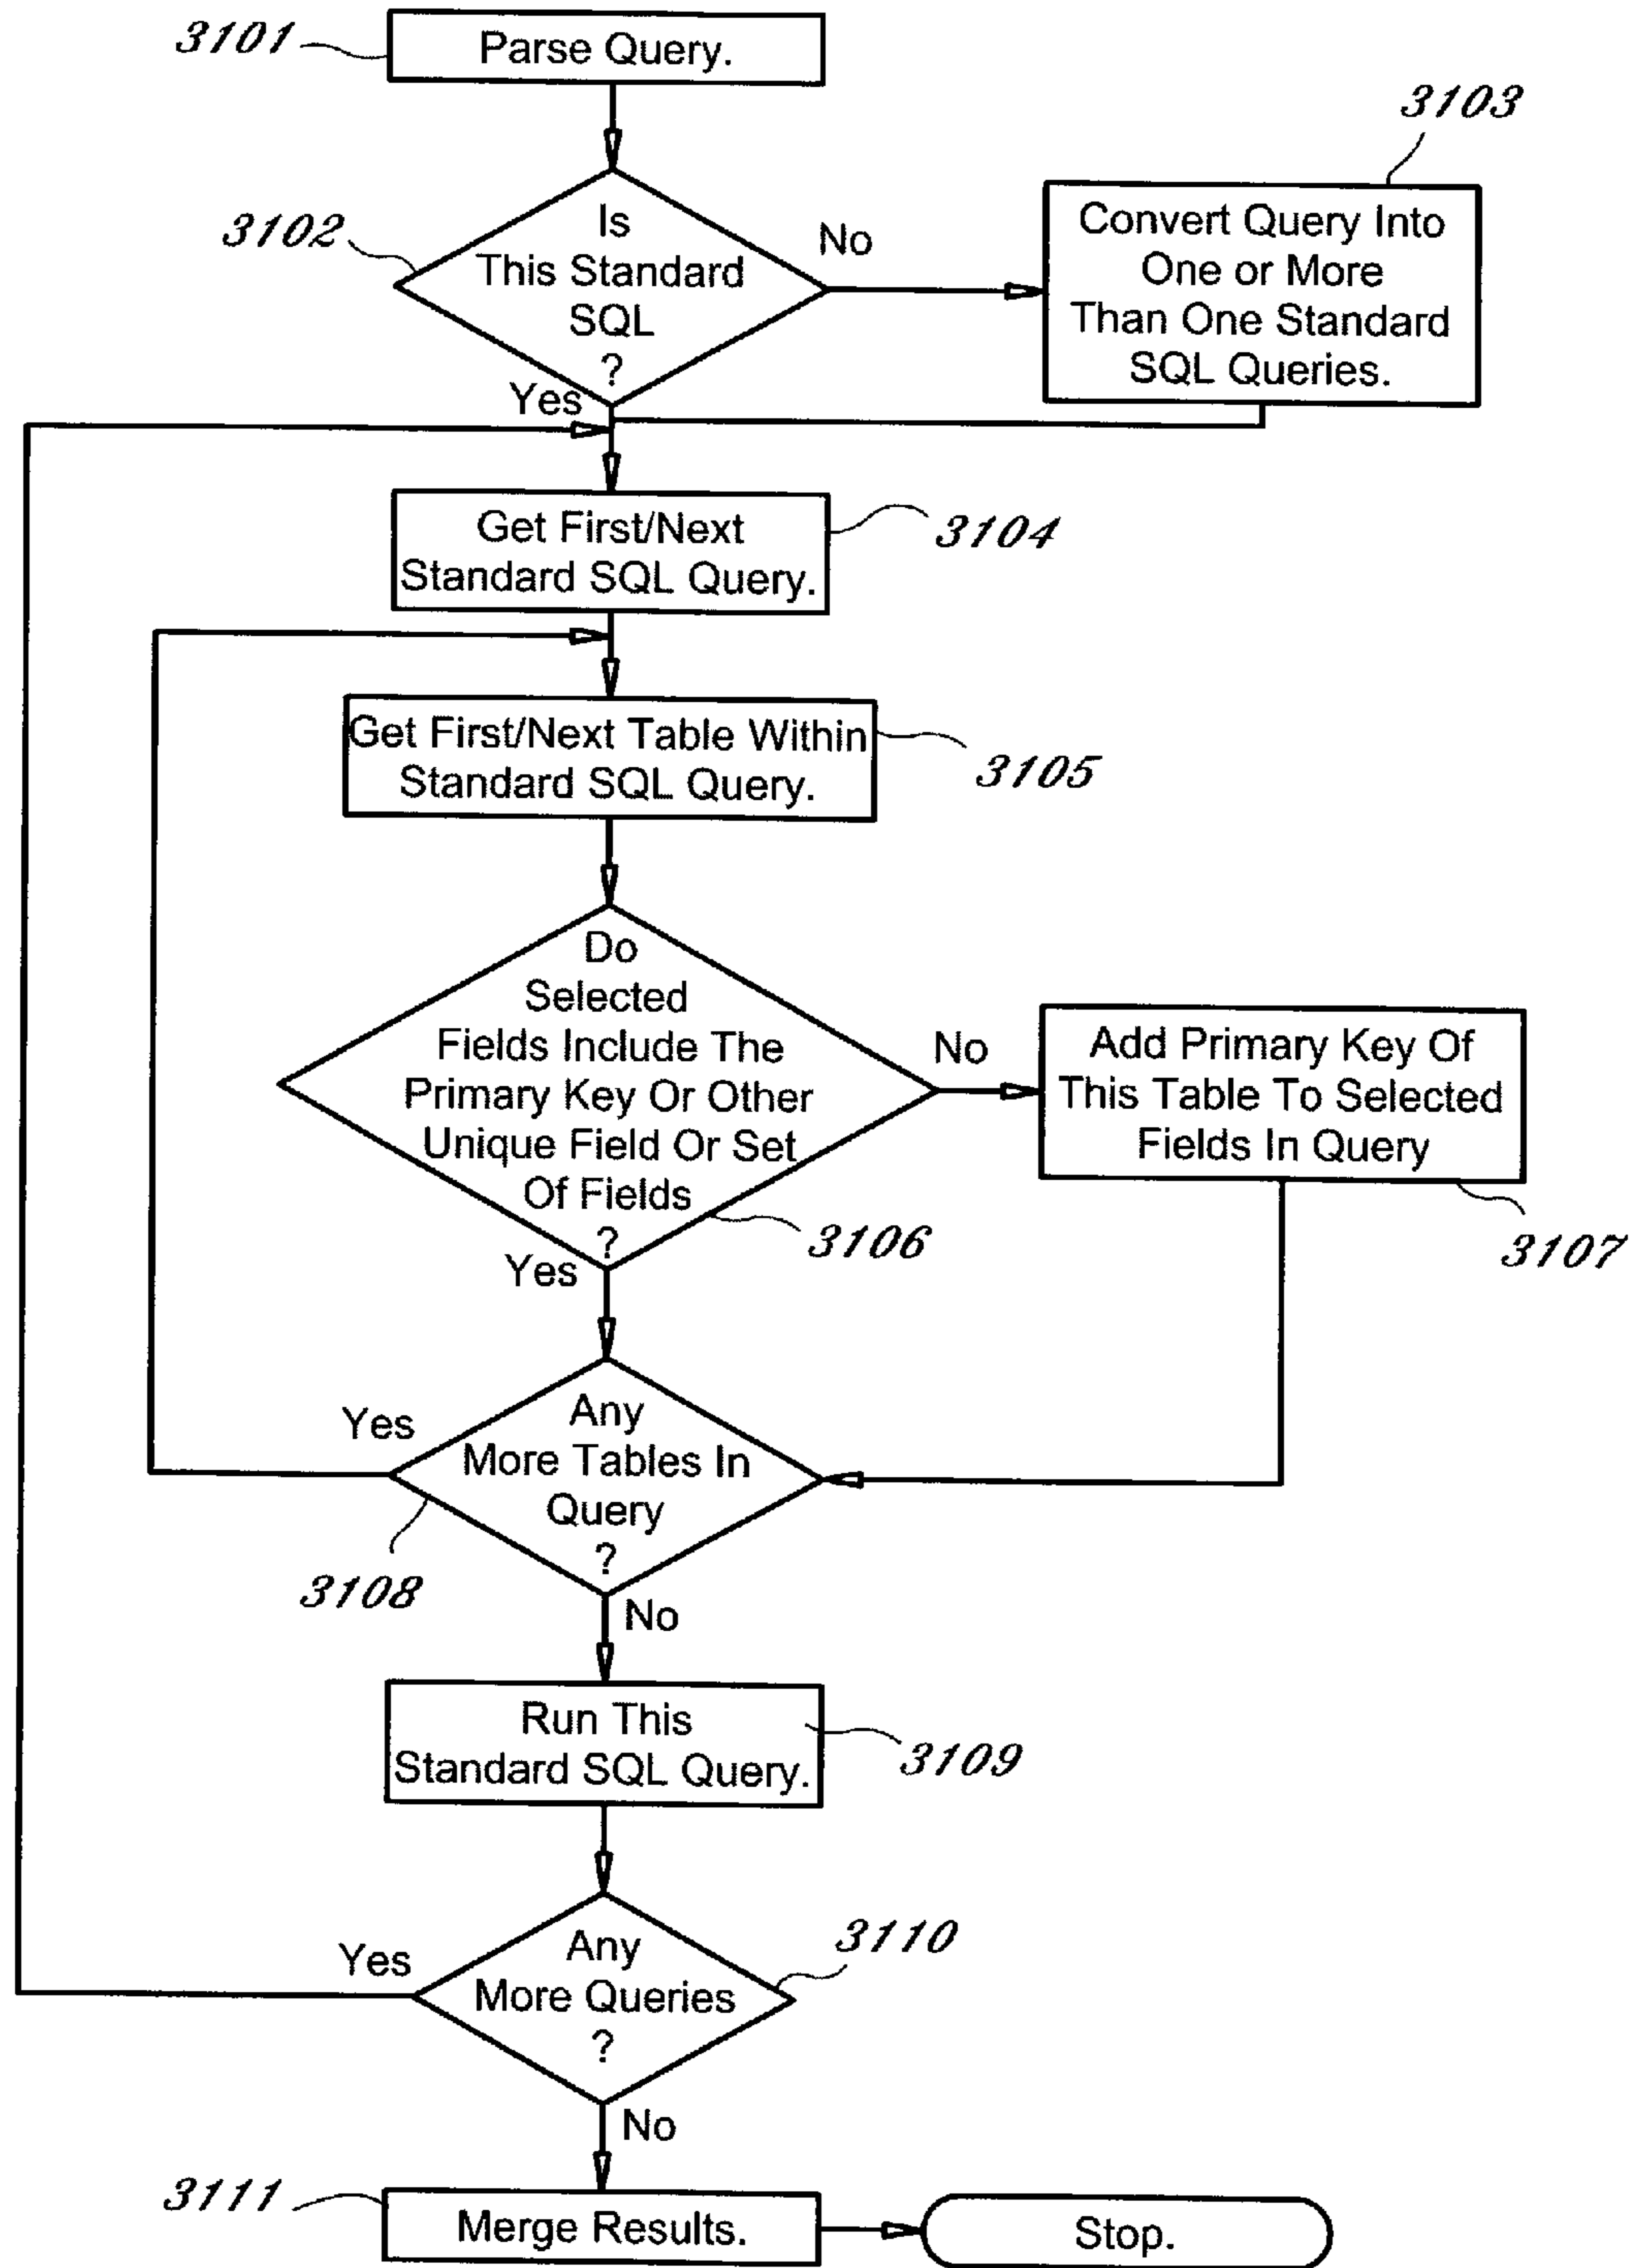 3101
Parse Query.
3103
3102
Is
This Standard
SQL
?
No
Yes
Convert Query Into
One or More
Than One Standard
SQL Queries.
Get First/Next
Standard SQL Query.
3104
Get First/Next Table Within
Standard SQL Query.
3105
Do
Selected
Fields Include The
Primary Key Or Other
Unique Field Or Set
Of Fields
?
No
Yes
3106
Add Primary Key Of
This Table To Selected
Fields In Query
3107
Any
More Tables In
Query
?
Yes
3108
No
Run This
Standard SQL Query.
3109
Any
More Queries
?
Yes
3110
No
3111
Merge Results.
Stop.